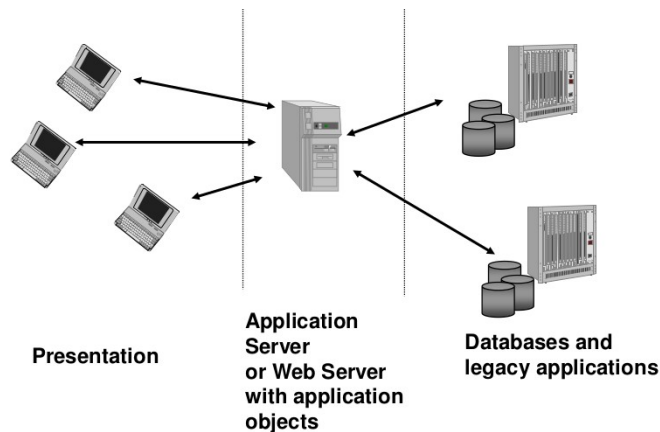 Presentation
Application
Server
or Web Server
with application
objects
Databases and
legacy applications